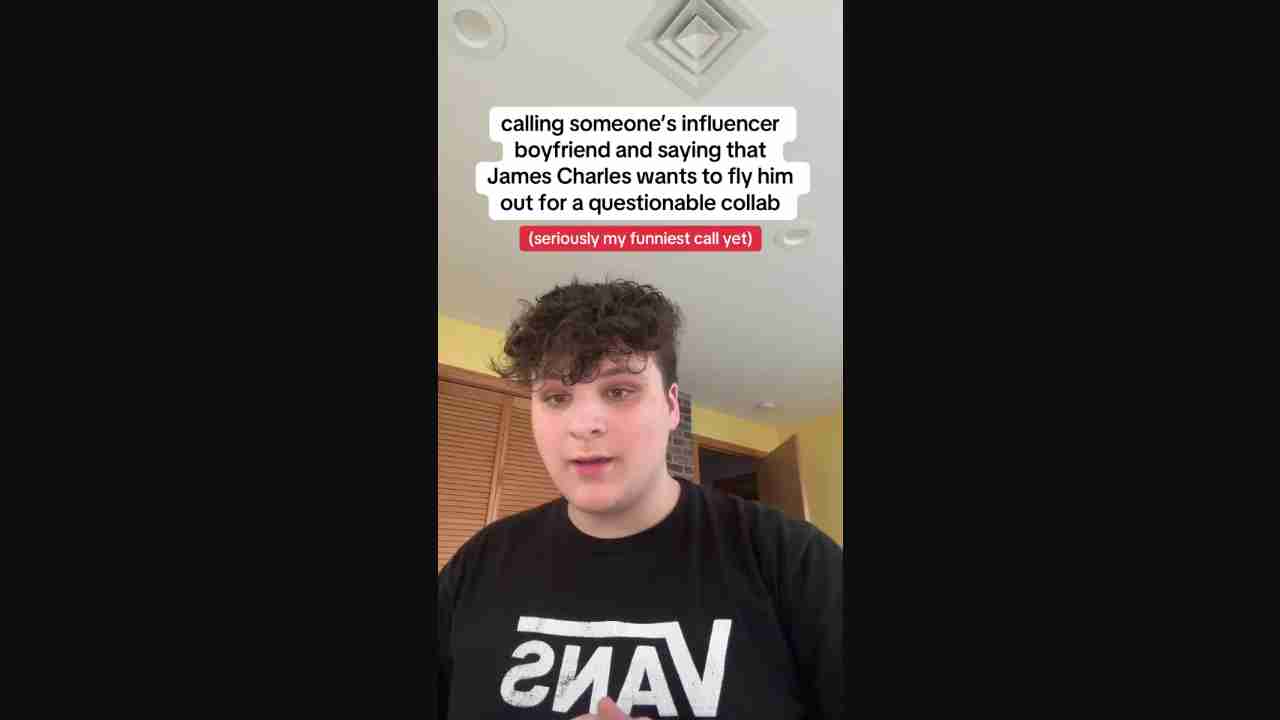 calling someone's influencer
boyfriend and saying that
James Charles wants to fly him
out for a questionable collab
(seriously my funniest call yet)
VANS